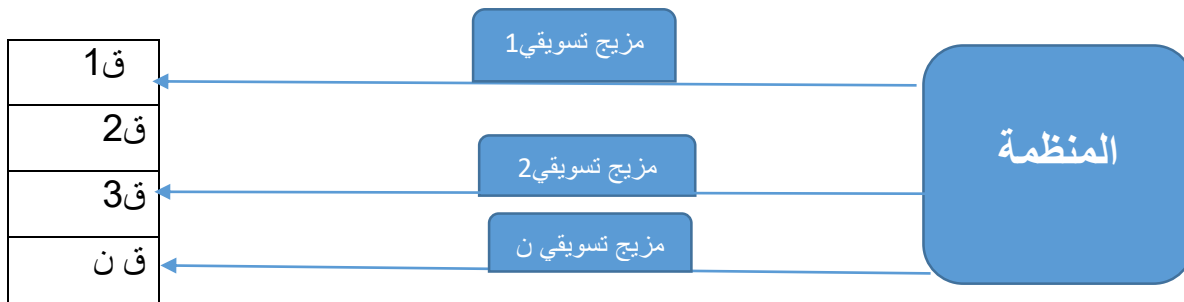 المنظمة
مزيج تسويقي1
مزيج تسويقي2
مزيج تسويقي ن
ق1
ق2
ق3
ق ن